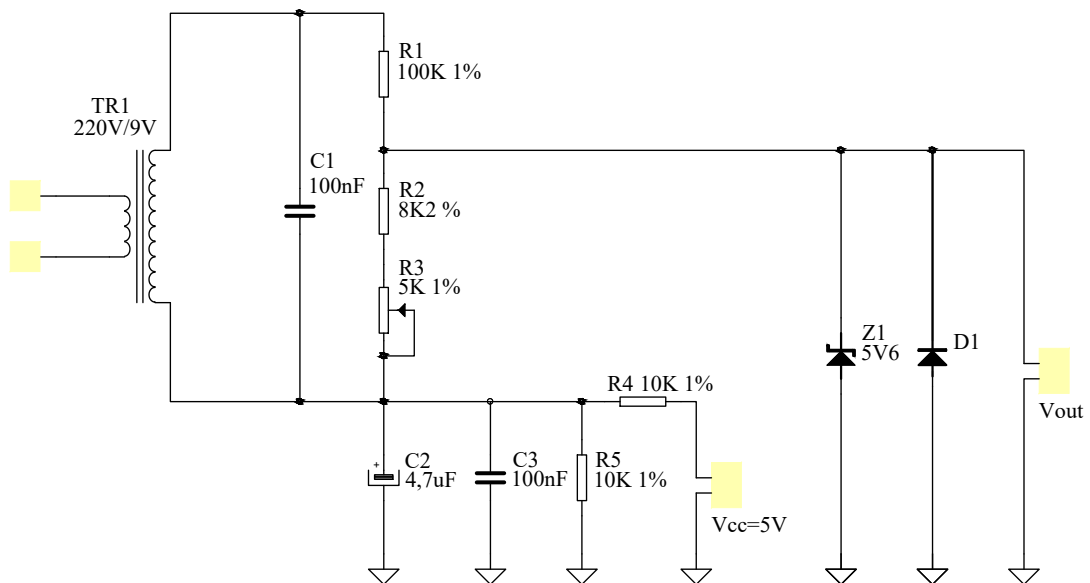 R1
100K 1%
TR1
220V/9V
C1
100nF
R2
8K2 %
R3
5K 1%
Z1
5V6
D1
R4 10K 1%
Vout
C2
4,7uF
+
C3
100nF
R5
10K 1%
Vcc=5V